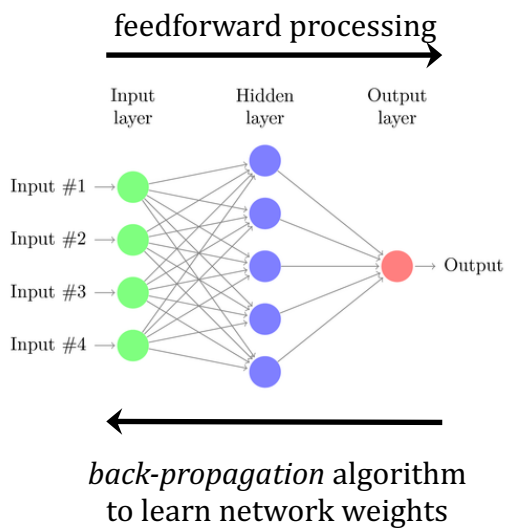 feedforward processing
Input Hidden Output
layer layer layer
Input #1
Input #2
Output
Input #3
Input #4
back-propagation algorithm
to learn network weights